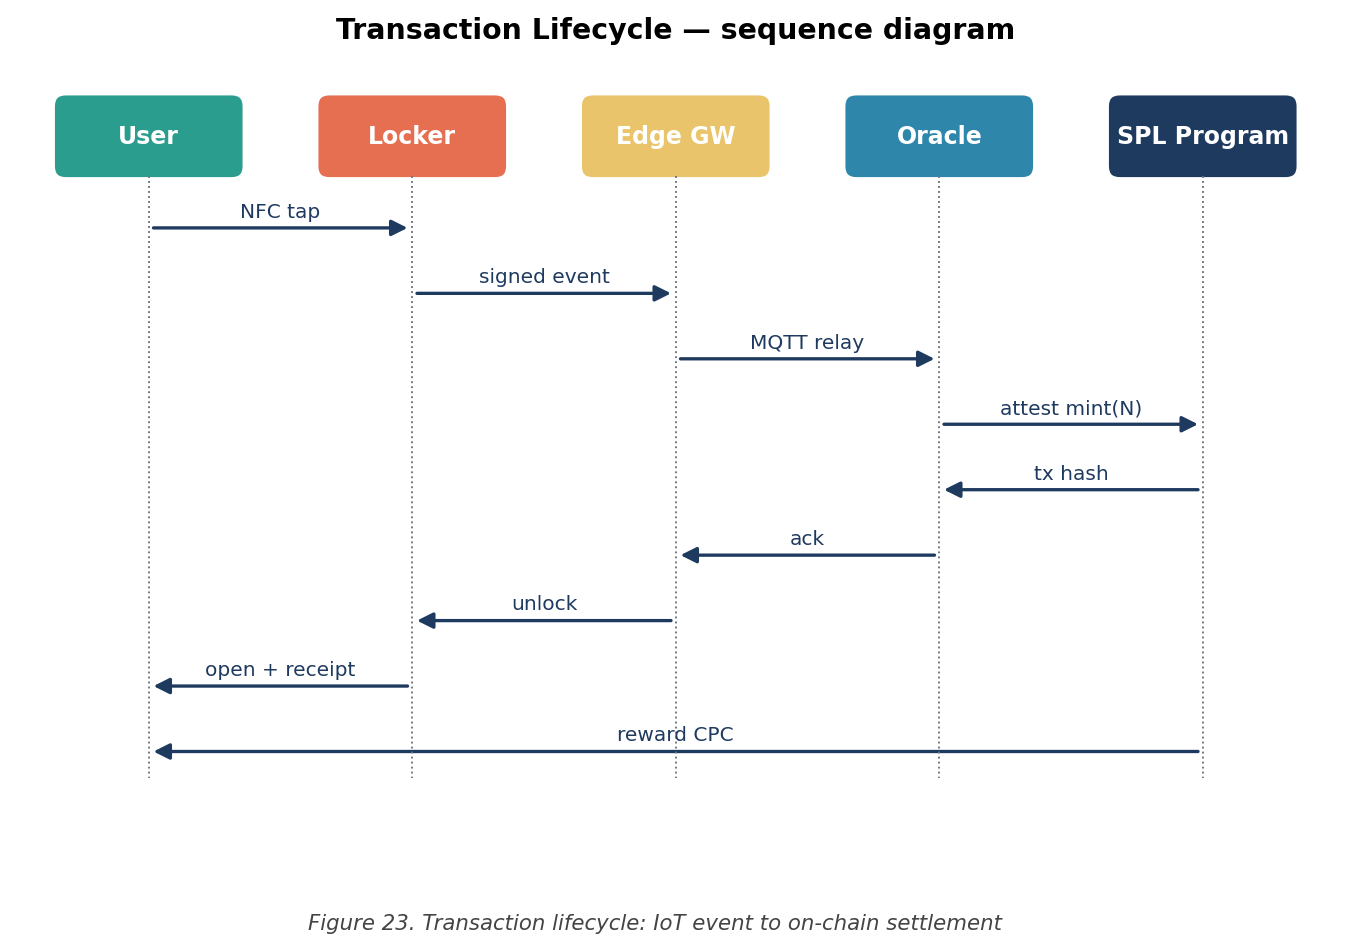 Transaction Lifecycle — sequence diagram
User
Locker
Edge GW
Oracle
SPL Program
NFC tap
signed event
MQTT relay
attest mint(N)
tx hash
ack
unlock
open + receipt
reward CPC
Figure 23. Transaction lifecycle: IoT event to on-chain settlement